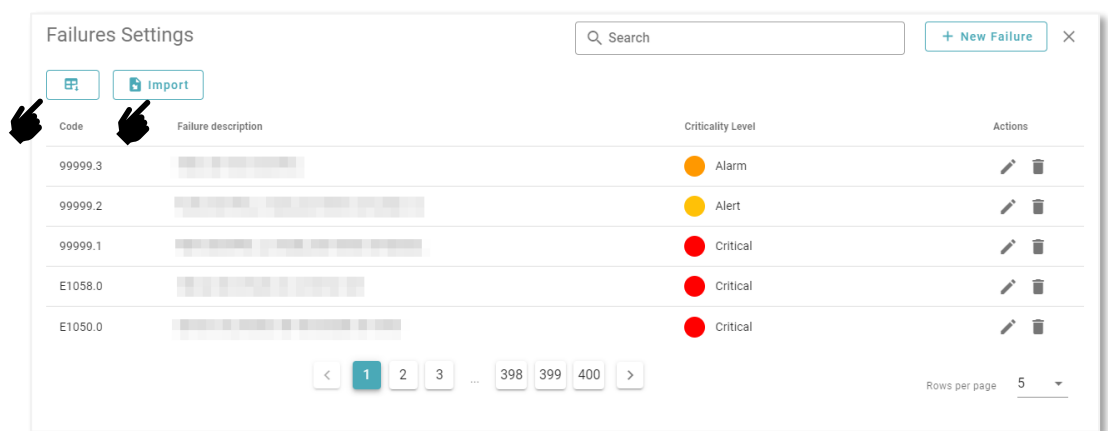 Failures Settings
Search
+ New Failure
Import
Code Failure description Criticality Level Actions
99999.3 Alarm
99999.2 Alert
99999.1 Critical
E1058.0 Critical
E1050.0 Critical
< 1 2 3 ... 398 399 400 >
Rows per page 5